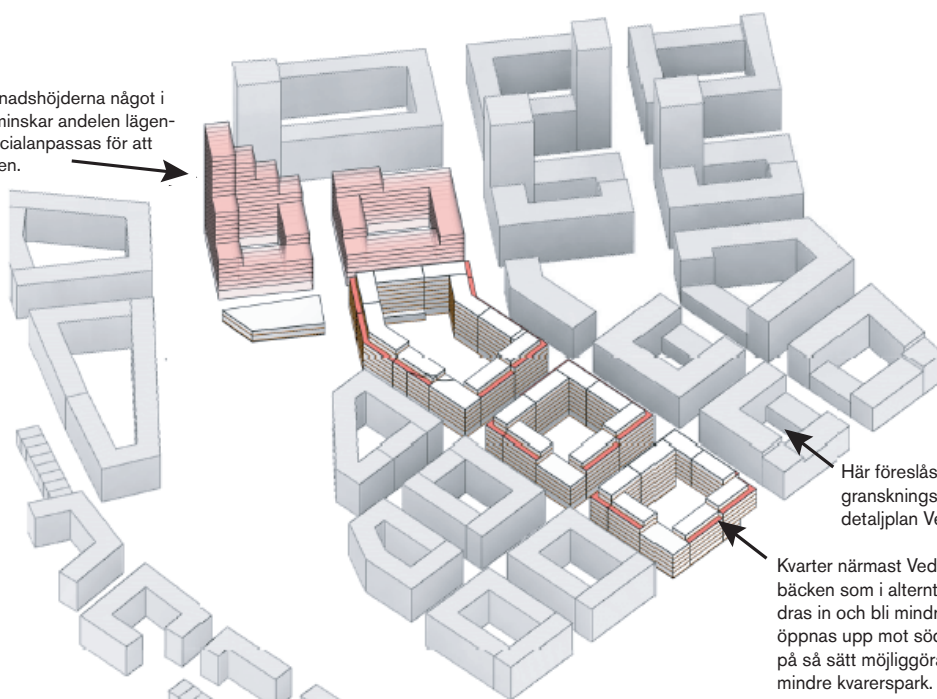 nadshöjderna något i
minskar andelen lägen-
cialanpassas för att
en.
Här föreslås
gransknings
detaljplan Ve
Kvarter närmast Ved
bäcken som i alternt
dras in och bli mindr
öppnas upp mot söd
på så sätt möjliggöra
mindre kvarerspark.